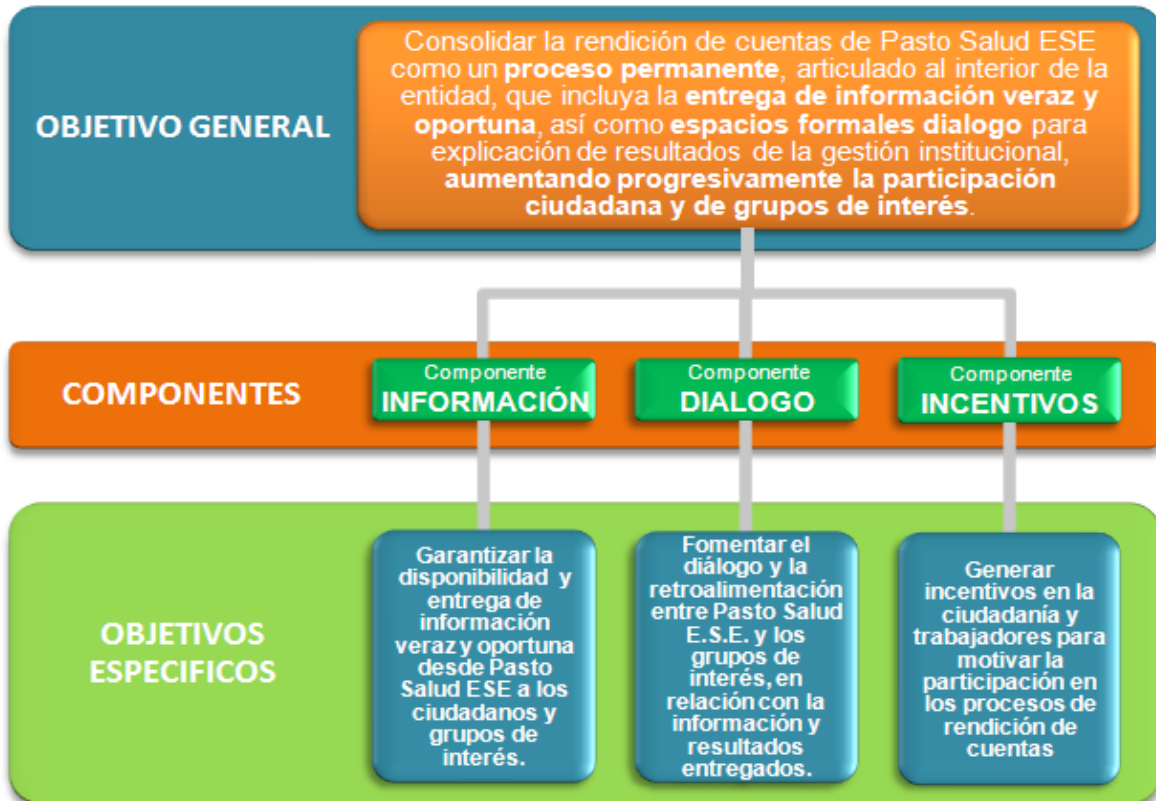 OBJETIVO GENERAL
Consolidar la rendición de cuentas de Pasto Salud ESE
como un proceso permanente, articulado al interior de la
entidad, que incluya la entrega de información veraz y
oportuna, así como espacios formales dialogo para
explicación de resultados de la gestión institucional,
aumentando progresivamente la participación
ciudadana y de grupos de interés.
COMPONENTES
Componente
INFORMACIÓN
Componente
DIALOGO
Componente
INCENTIVOS
OBJETIVOS
ESPECIFICOS
Garantizar la
disponibilidad y
entrega de
información
veraz y oportuna
desde Pasto
Salud ESE a los
ciudadanos y
grupos de
interés.
Fomentar el
diálogo y la
retroalimentación
entre Pasto Salud
E.S.E. y los
grupos de
interés, en
relación con la
información y
resultados
entregados.
Generar
incentivos en la
ciudadanía y
trabajadores para
motivar la
participación en
los procesos de
rendición de
cuentas